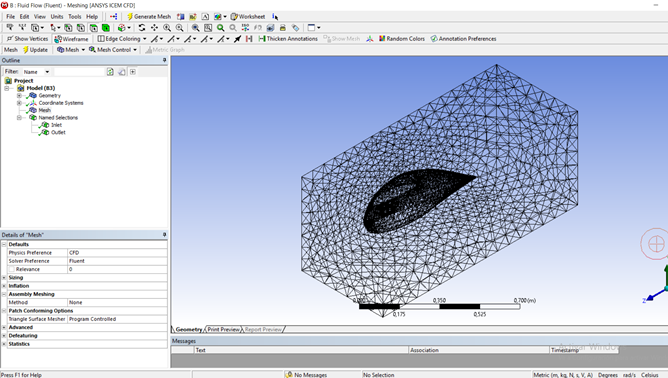 B : Fluid Flow (Fluent) - Meshing [ANSYS ICEM CFD]
File Edit View Units Tools Help Generate Mesh Worksheet
Show Vertices Wireframe Edge Coloring Thicken Annotations Show Mesh Random Colors Annotation Preferences
Mesh Update Mesh Mesh Control Metric Graph
Outline
Filter: Name
Project
Model (B3)
Geometry
Coordinate Systems
Mesh
Named Selections
Inlet
Outlet
Details of "Mesh"
Defaults
Physics Preference CFD
Solver Preference Fluent
Relevance 0
Sizing
Inflation
Assembly Meshing
Method None
Patch Conforming Options
Triangle Surface Mesher Program Controlled
Advanced
Defeaturing
Statistics
0,350 0,700 (m)
0,175 0,525
Z
Geometry Print Preview Report Preview
Messages
Text Association Timestamp
Press F1 for Help No Messages No Selection Metric (m, kg, N, s, V, A) Degrees rad/s Celsius